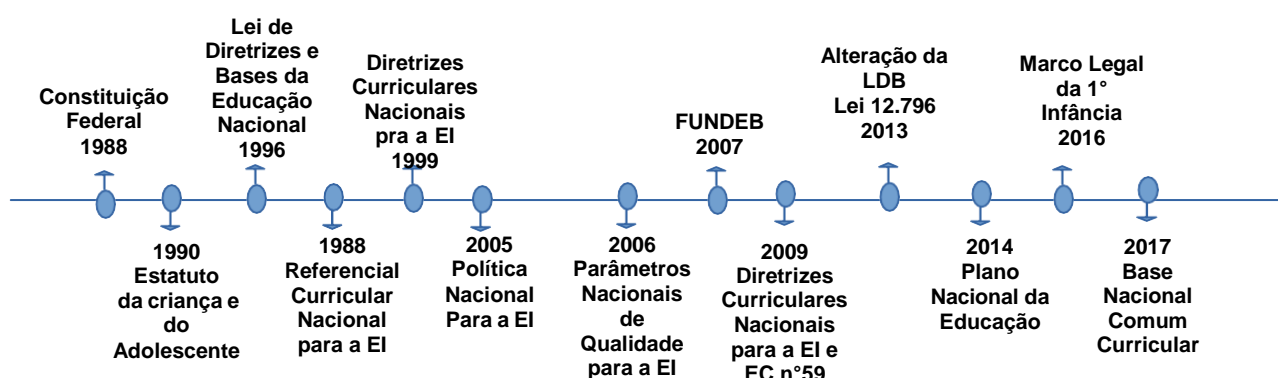 Constituição
Federal
1988
1990
Estatuto
da criança e
do
Adolescente
Lei de
Diretrizes e
Bases da
Educação
Nacional
1996
1988
Referencial
Curricular
Nacional
para a EI
Diretrizes
Curriculares
Nacionais
pra a EI
1999
2005
Política
Nacional
Para a EI
2006
Parâmetros
Nacionais
de
Qualidade
para a EI
FUNDEB
2007
2009
Diretrizes
Curriculares
Nacionais
para a EI e
EC n°59
Alteração da
LDB
Lei 12.796
2013
2014
Plano
Nacional da
Educação
Marco Legal
da 1°
Infância
2016
2017
Base
Nacional
Comum
Curricular